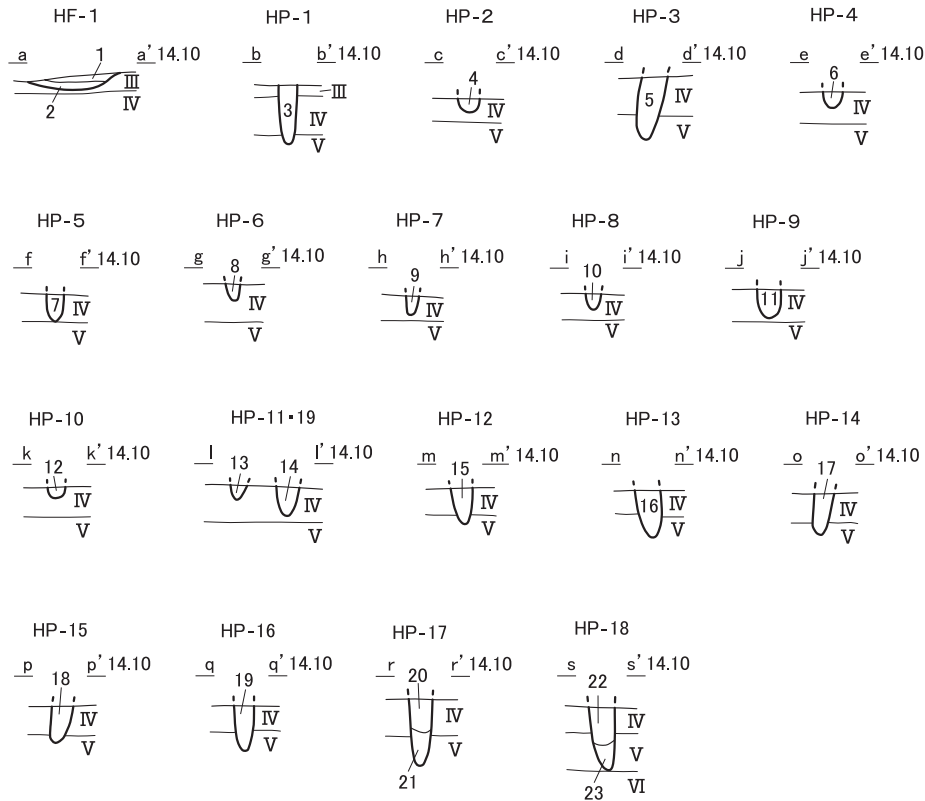 HF-1 HP-1 HP-2 HP-3 HP-4
a 1 a' 14.10 b b' 14.10 c c' 14.10 d d' 14.10 e e' 14.10
4 6
Ⅲ Ⅲ
2 Ⅳ 3 Ⅳ Ⅳ 5 Ⅳ Ⅳ
Ⅴ Ⅴ Ⅴ Ⅴ
HP-5 HP-6 HP-7 HP-8 HP-9
f f' 14.10 g g' 14.10 h h' 14.10 i i' 14.10 j j' 14.10
8 9 10
7 Ⅳ Ⅳ Ⅳ Ⅳ 11 Ⅳ
Ⅴ Ⅴ Ⅴ Ⅴ Ⅴ
HP-10 HP-11・19 HP-12 HP-13 HP-14
k k' 14.10 l l' 14.10 m m' 14.10 n n' 14.10 o o' 14.10
12 13 14 15 17
Ⅳ Ⅳ Ⅳ 16 Ⅳ Ⅳ
Ⅴ Ⅴ Ⅴ Ⅴ Ⅴ
HP-15 HP-16 HP-17 HP-18
p p' 14.10 q q' 14.10 r r' 14.10 s s' 14.10
18 19 20 22
Ⅳ Ⅳ Ⅳ Ⅳ
Ⅴ Ⅴ Ⅴ Ⅴ
21 23 Ⅵ